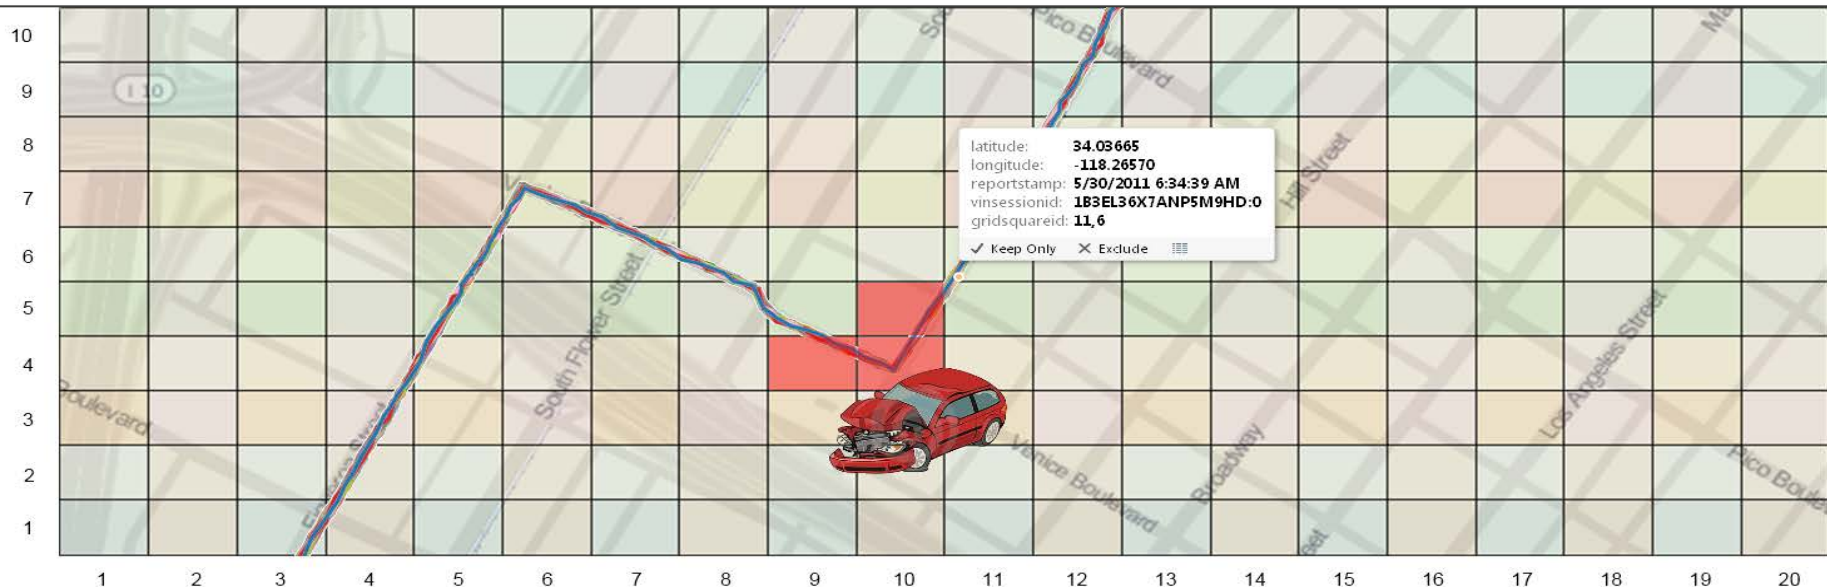 10
9
8
7
6
5
4
3
2
1
I 10
Pico Boulevard
latitude: 34.03665
longitude: -118.26570
reportstamp: 5/30/2011 6:34:39 AM
vinsessionid: 1B3EL36X7ANP5M9HD:0
gridsquareid: 11,6
Keep Only Exclude
Hill Street
South Flower Street
Los Angeles Street
Boulevard
Venice Boulevard
Broadway
Pico Boulev
1 2 3 4 5 6 7 8 9 10 11 12 13 14 15 16 17 18 19 20